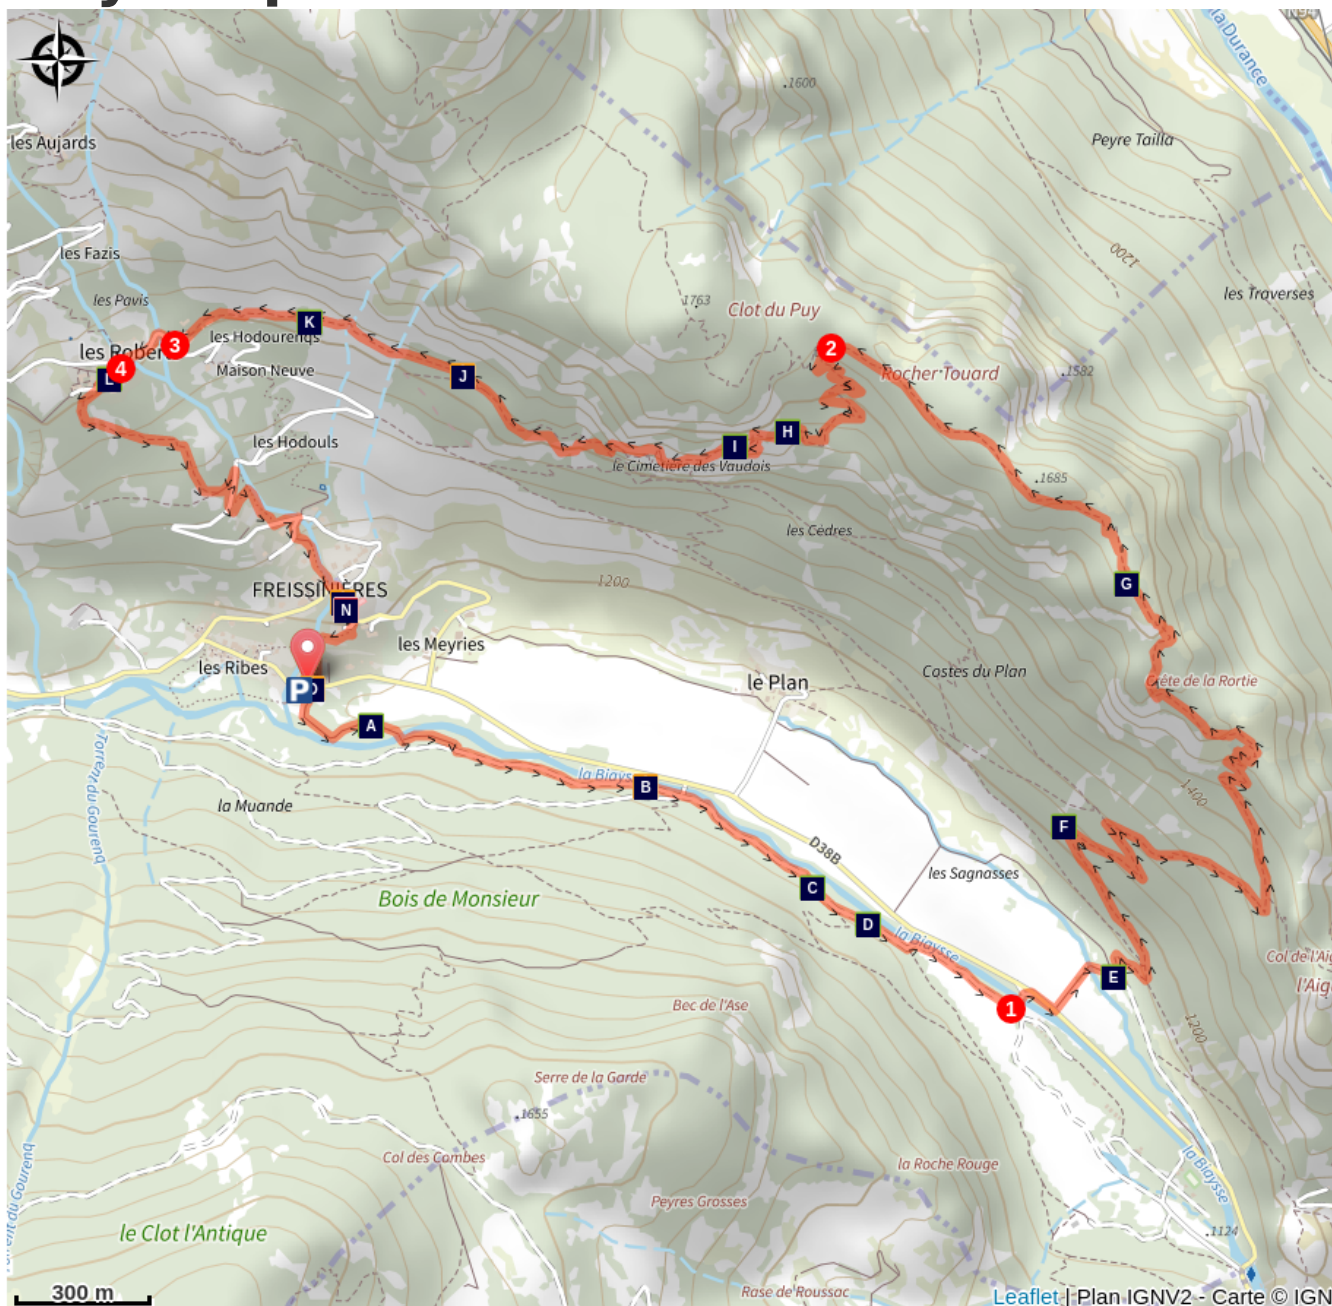 N94
la Durance
.1600
les Aujards
Peyre Tailla
les Fazis
1200
les Traverses
les Pavis
1763
Clot du Puy
K
les Hodourenqs
3
2
les Rober
4
Maison Neuve
L
J
Rocher Touard
.1582
les Hodouls
H
I
le Cimetière des Vaudois
.1685
les Cèdres
FREISSINIÈRES
1200
G
N
les Meyries
les Ribes
le Plan
Costes du Plan
Crête de la Rortie
P
A
la Biays
B
1400
la Muande
F
D38B
Torrent du Gourenq
les Sagnasses
C
Bois de Monsieur
D
la Biaysse
E
Col de l'Aig
l'Aig
Bec de l'Ase
1
1200
Serre de la Garde
.1655
Col des Combes
la Roche Rouge
la Biaysse
Peyres Grosses
le Clot l'Antique
.1124
300 m
Rase de Roussac
Leaflet | Plan IGNV2 - Carte © IGN